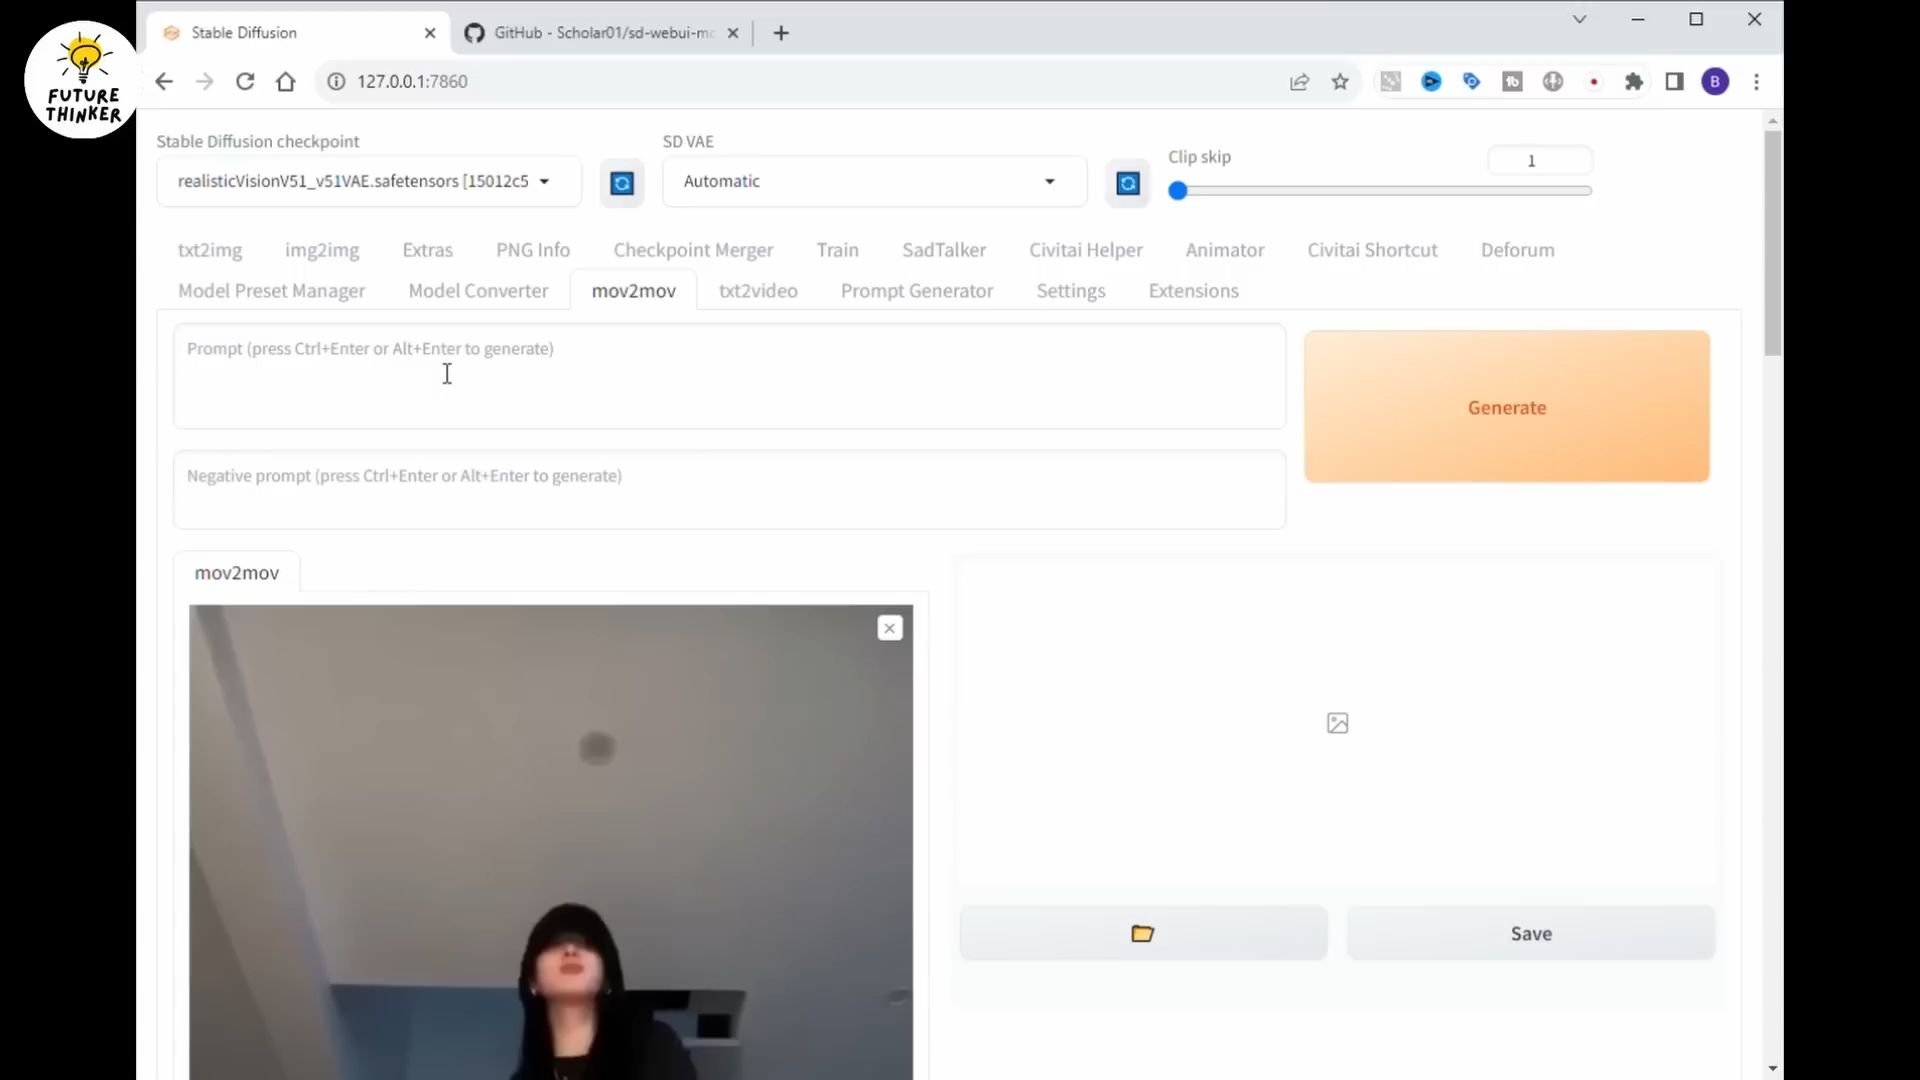 FUTURE
THINKER
Stable Diffusion
GitHub - Scholar01/sd-webui-mo
127.0.0.1:7860
B
Stable Diffusion checkpoint
SD VAE
Clip skip
1
realisticVisionV51_v51VAE.safetensors [15012c5
Automatic
txt2img
img2img
Extras
PNG Info
Checkpoint Merger
Train
SadTalker
Civitai Helper
Animator
Civitai Shortcut
Deforum
Model Preset Manager
Model Converter
mov2mov
txt2video
Prompt Generator
Settings
Extensions
Prompt (press Ctrl+Enter or Alt+Enter to generate)
Generate
Negative prompt (press Ctrl+Enter or Alt+Enter to generate)
mov2mov
Save